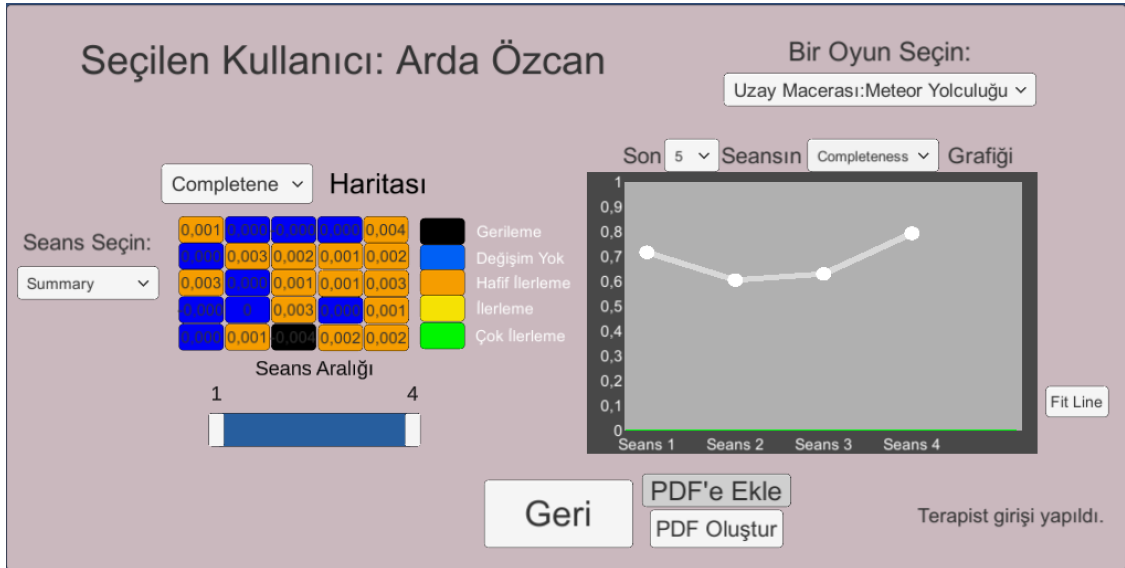 Seçilen Kullanıcı: Arda Özcan
Bir Oyun Seçin:
Uzay Macerası:Meteor Yolculuğu
Son 5 Seansın Completeness Grafiği
Completene Haritası
Seans Seçin:
Summary
0,001 0,000 -0,000 0,000 0,004
0,000 0,003 0,002 0,001 0,002
0,003 0,000 0,001 0,001 0,003
-0,000 0 0,003 0,000 0,001
0,000 0,001 -0,004 0,002 0,002
Gerileme
Değişim Yok
Hafif İlerleme
İlerleme
Çok İlerleme
Seans Aralığı
1 4
1
0,9
0,8
0,7
0,6
0,5
0,4
0,3
0,2
0,1
0
Seans 1 Seans 2 Seans 3 Seans 4
Fit Line
Geri
PDF'e Ekle
PDF Oluştur
Terapist girişi yapıldı.